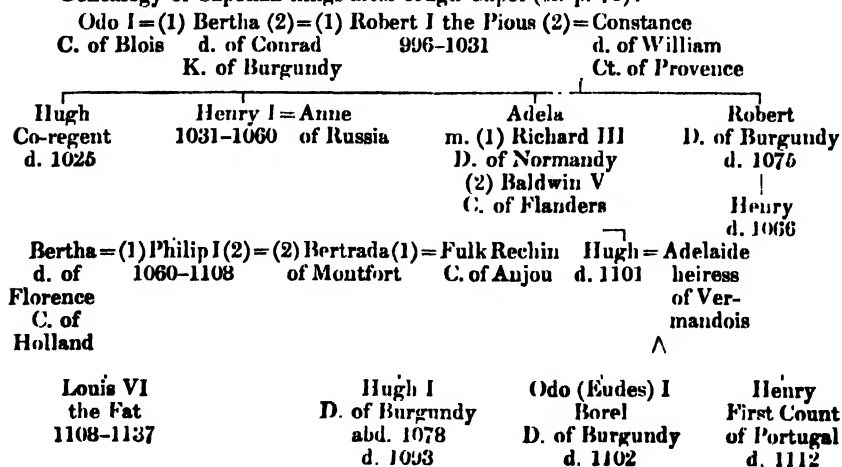 Odo I=(1) Bertha (2)=(1) Robert I the Pious (2)=Constance
C. of Blois d. of Conrad 996-1031 d. of William
K. of Burgundy Ct. of Provence
Hugh Henry I = Anne Adela Robert
Co-regent 1031-1060 of Russia m. (1) Richard III D. of Burgundy
d. 1025 D. of Normandy d. 1075
(2) Baldwin V
C. of Flanders Henry
d. 1066
Bertha=(1)Philip I(2)=(2) Bertrada(1)=Fulk Rechin Hugh = Adelaide
d. of 1060-1108 of Montfort C. of Anjou d. 1101 heiress
Florence of Ver-
C. of mandois
Holland
Louis VI Hugh I Odo (Eudes) I Henry
the Fat D. of Burgundy Borel First Count
1108-1137 abd. 1078 D. of Burgundy of Portugal
d. 1093 d. 1102 d. 1112